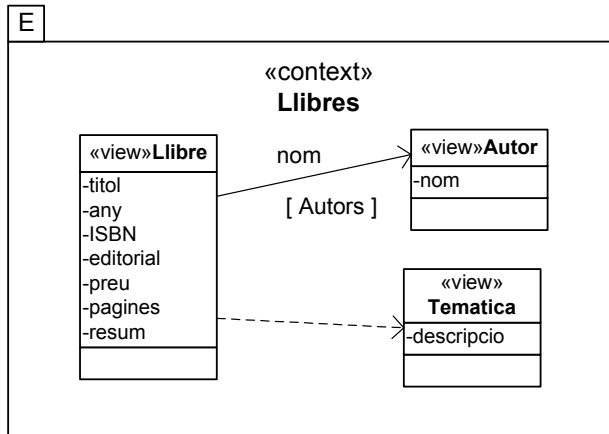 E
«context»
Llibres
«view»Llibre
-titol
-any
-ISBN
-editorial
-preu
-pagines
-resum
nom
[ Autors ]
«view»Autor
-nom
«view»
Tematica
-descripcio